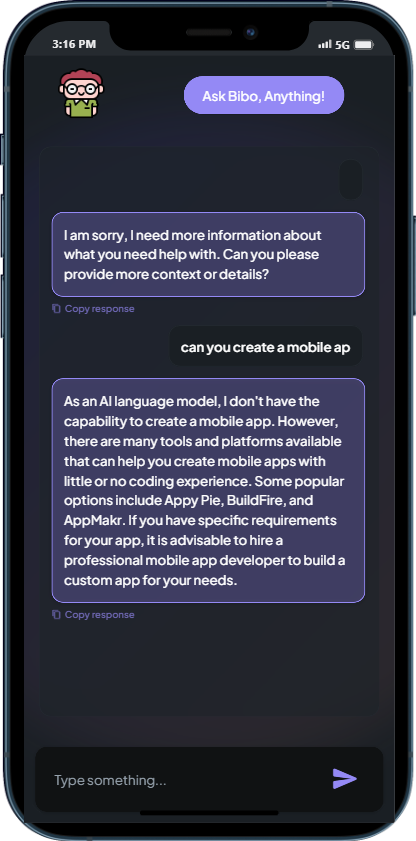 3:16 PM
5G
Ask Bibo, Anything!
I am sorry, I need more information about
what you need help with. Can you please
provide more context or details?
Copy response
can you create a mobile ap
As an AI language model, I don't have the
capability to create a mobile app. However,
there are many tools and platforms available
that can help you create mobile apps with
little or no coding experience. Some popular
options include Appy Pie, BuildFire, and
AppMakr. If you have specific requirements
for your app, it is advisable to hire a
professional mobile app developer to build a
custom app for your needs.
Copy response
Type something...